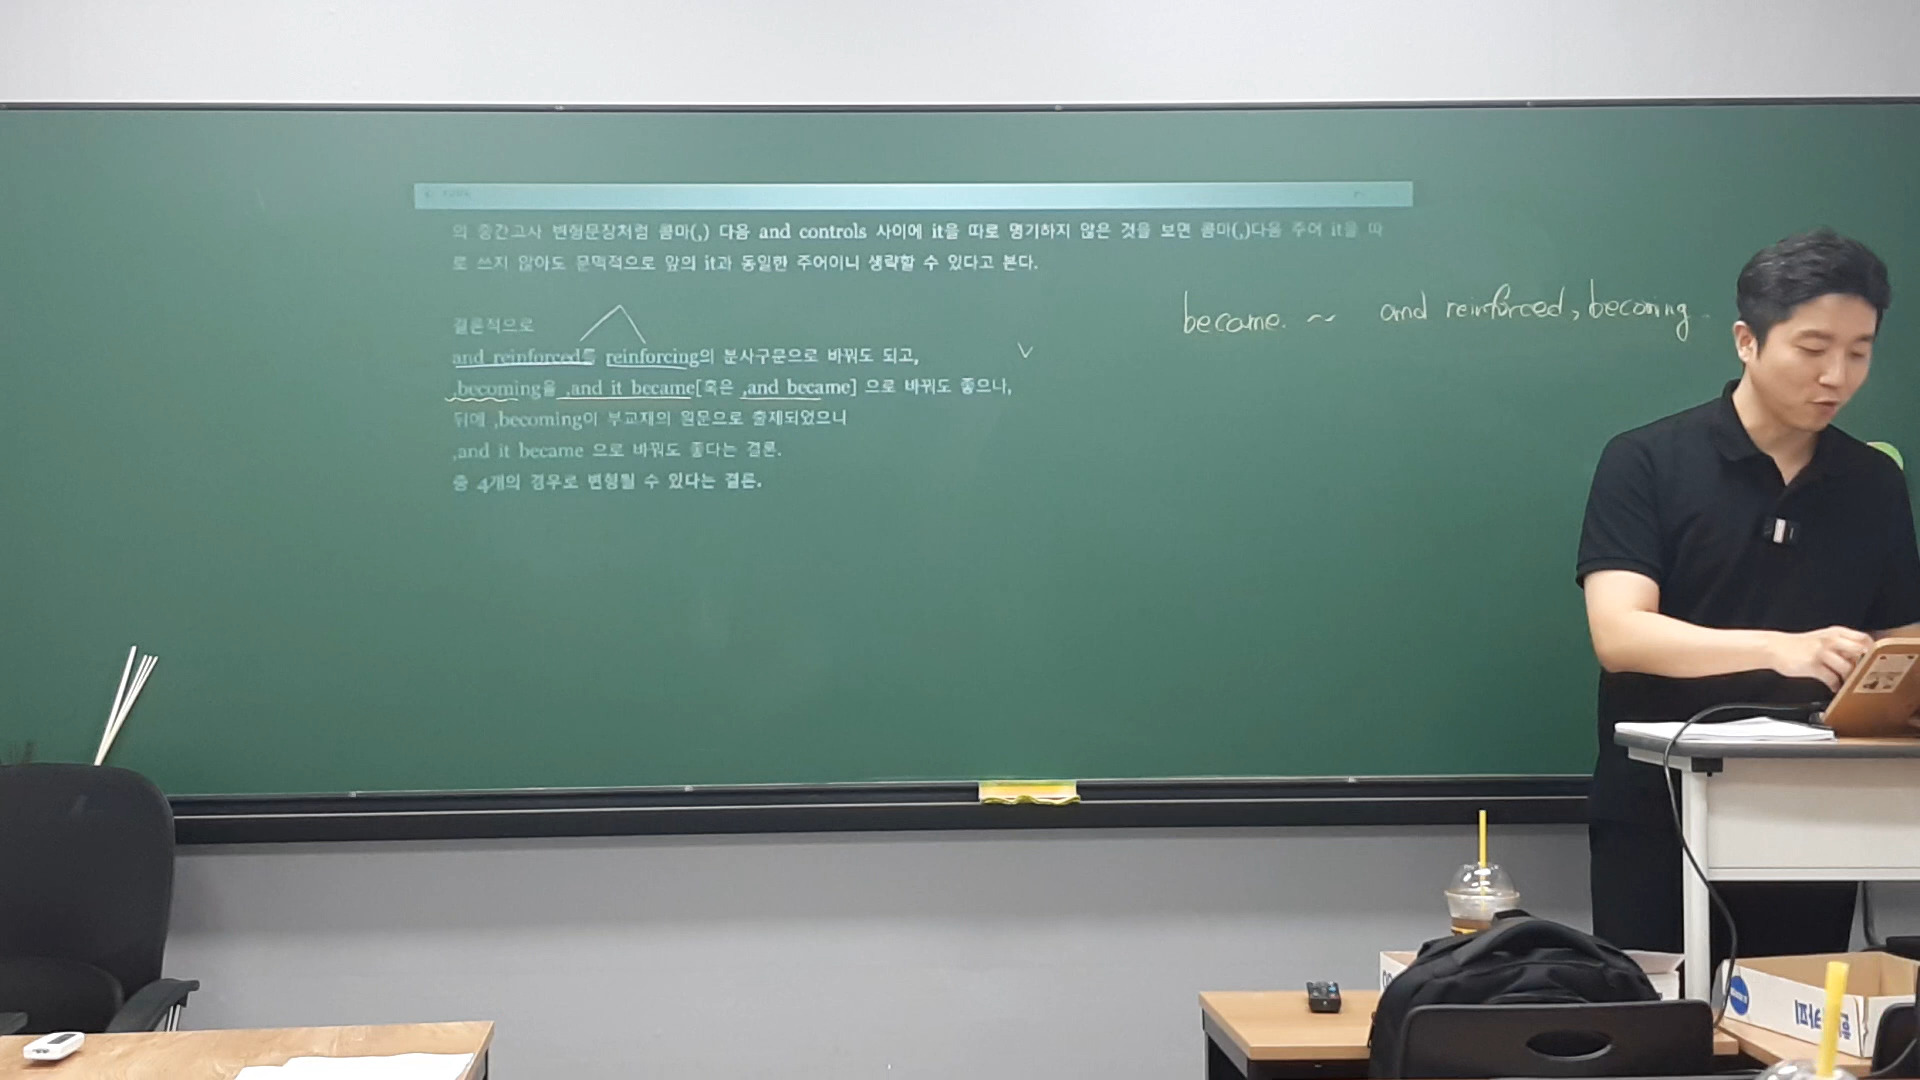 의 중간고사 변형문장처럼 콤마(,) 다음 and controls 사이에 it을 따로 명기하지 않은 것을 보면 콤마(,)다음 주어 it을 따
로 쓰지 않아도 문맥적으로 앞의 it과 동일한 주어이니 생략할 수 있다고 본다.
became. ~ and reinforced, becoming
결론적으로
and reinforced를 reinforcing의 분사구문으로 바꿔도 되고,
,becoming을 ,and it became[혹은 ,and became] 으로 바꿔도 좋으나,
뒤에 ,becoming이 부교재의 원문으로 출제되었으니
,and it became 으로 바꿔도 좋다는 결론.
총 4개의 경우로 변형될 수 있다는 결론.